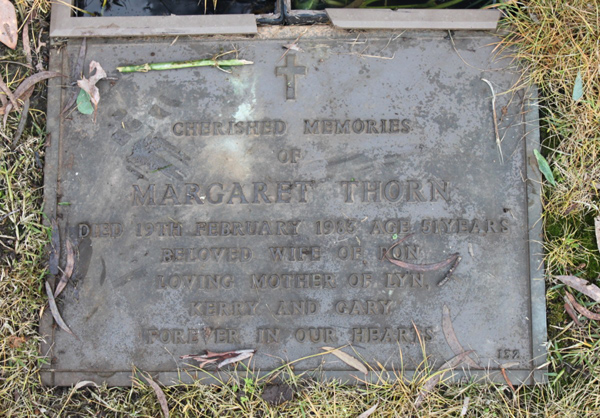 CHERISHED MEMORIES
OF
MARGARET THORN
DIED 19TH FEBRUARY AGE 51 YEARS
BELOVED WIFE OF RON
LOVING MOTHER OF LYN,
KERRY AND GARY
FOREVER IN OUR HEARTS